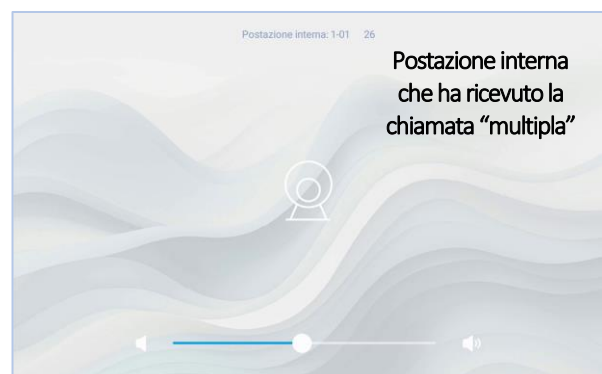 Postazione interna: 1-01 26
Postazione interna
che ha ricevuto la
chiamata “multipla”